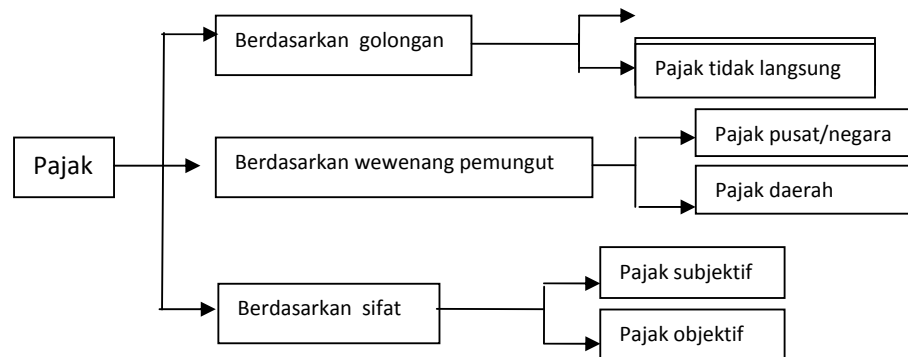 Berdasarkan golongan
Pajak tidak langsung
Pajak
Berdasarkan wewenang pemungut
Pajak pusat/negara
Pajak daerah
Berdasarkan sifat
Pajak subjektif
Pajak objektif